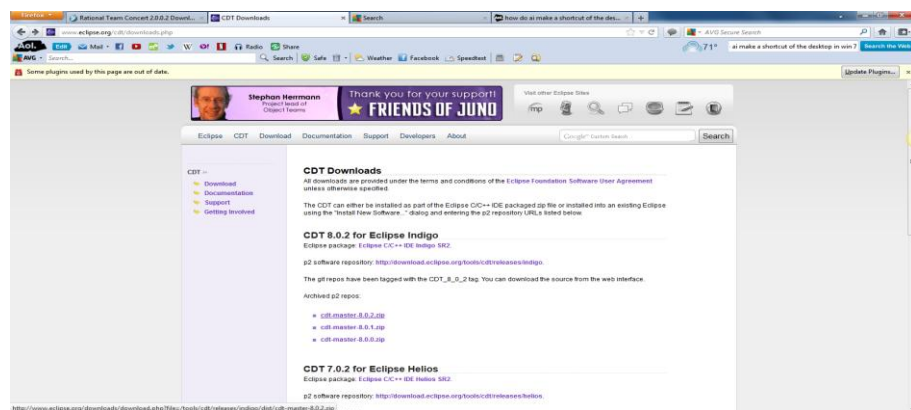 Firefox
Rational Team Concert 2.0.0.2 Downl...
CDT Downloads
Search
how do ai make a shortcut of the des...
www.eclipse.org/cdt/downloads.php
AVG Secure Search
Aol.
Edit
Mail
Radio
Share
71°
ai make a shortcut of the desktop in win 7
Search the Web
AVG
Search...
Search
Safe
Weather
Facebook
Speedtest
Some plugins used by this page are out of date.
Update Plugins...
Stephan Herrmann
Project lead of
Object Teams
Thank you for your support!
FRIENDS OF JUNO
Visit other Eclipse Sites
Eclipse CDT Download Documentation Support Developers About
Google Custom Search
Search
CDT
Download
Documentation
Support
Getting Involved
CDT Downloads
All downloads are provided under the terms and conditions of the Eclipse Foundation Software User Agreement
unless otherwise specified.
The CDT can either be installed as part of the Eclipse C/C++ IDE packaged zip file or installed into an existing Eclipse
using the "Install New Software..." dialog and entering the p2 repository URLs listed below.
CDT 8.0.2 for Eclipse Indigo
Eclipse package: Eclipse C/C++ IDE Indigo SR2.
p2 software repository: http://download.eclipse.org/tools/cdt/releases/indigo.
The git repos have been tagged with the CDT_8_0_2 tag. You can download the source from the web interface.
Archived p2 repos:
cdt-master-8.0.2.zip
cdt-master-8.0.1.zip
cdt-master-8.0.0.zip
CDT 7.0.2 for Eclipse Helios
Eclipse package: Eclipse C/C++ IDE Helios SR2.
p2 software repository: http://download.eclipse.org/tools/cdt/releases/helios.
http://www.eclipse.org/downloads/download.php?file=/tools/cdt/releases/indigo/dist/cdt-master-8.0.2.zip